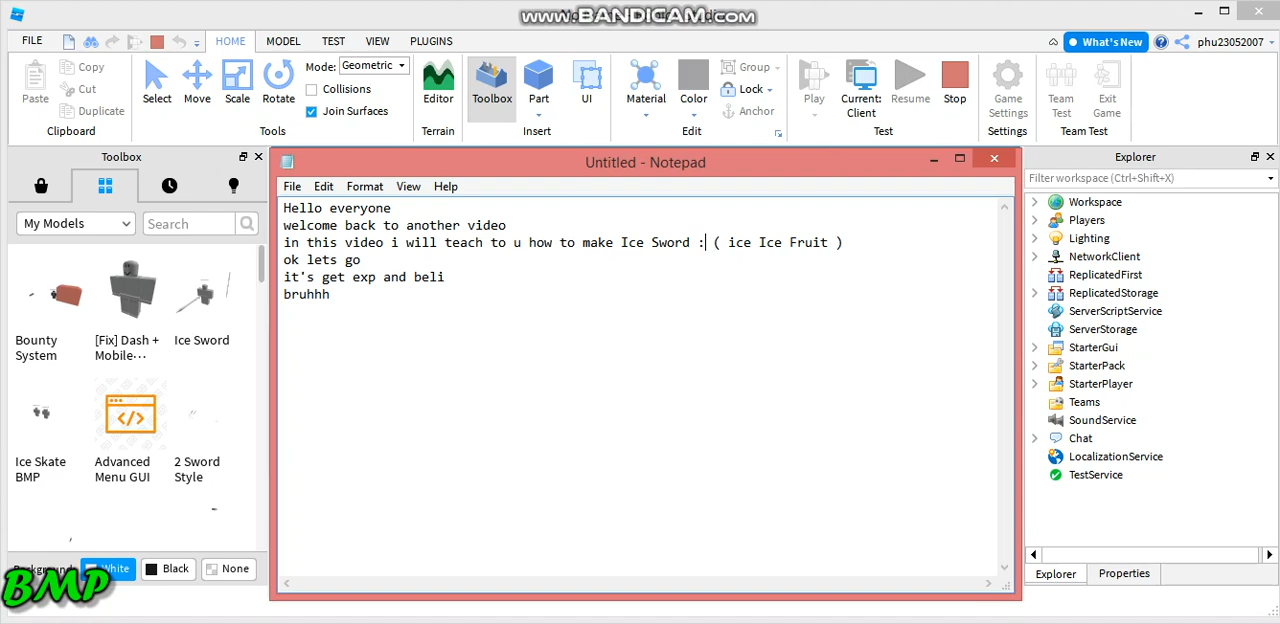 www.BANDICAM.com
FILE HOME MODEL TEST VIEW PLUGINS What's New phu23052007
Paste Copy Cut Duplicate Clipboard
Select Move Scale Rotate Mode: Geometric Collisions Join Surfaces Tools
Editor Terrain
Toolbox Part UI Insert
Material Color Group Lock Anchor Edit
Play Current: Client Resume Stop Test
Game Settings Settings
Team Test Exit Game Team Test
Toolbox
My Models Search
Bounty System
[Fix] Dash + Mobile...
Ice Sword
Ice Skate BMP
Advanced Menu GUI
2 Sword Style
White Black None
BMP
Untitled - Notepad
File Edit Format View Help
Hello everyone
welcome back to another video
in this video i will teach to u how to make Ice Sword : ( ice Ice Fruit )
ok lets go
it's get exp and beli
bruhhh
Explorer
Filter workspace (Ctrl+Shift+X)
Workspace
Players
Lighting
NetworkClient
ReplicatedFirst
ReplicatedStorage
ServerScriptService
ServerStorage
StarterGui
StarterPack
StarterPlayer
Teams
SoundService
Chat
LocalizationService
TestService
Explorer Properties